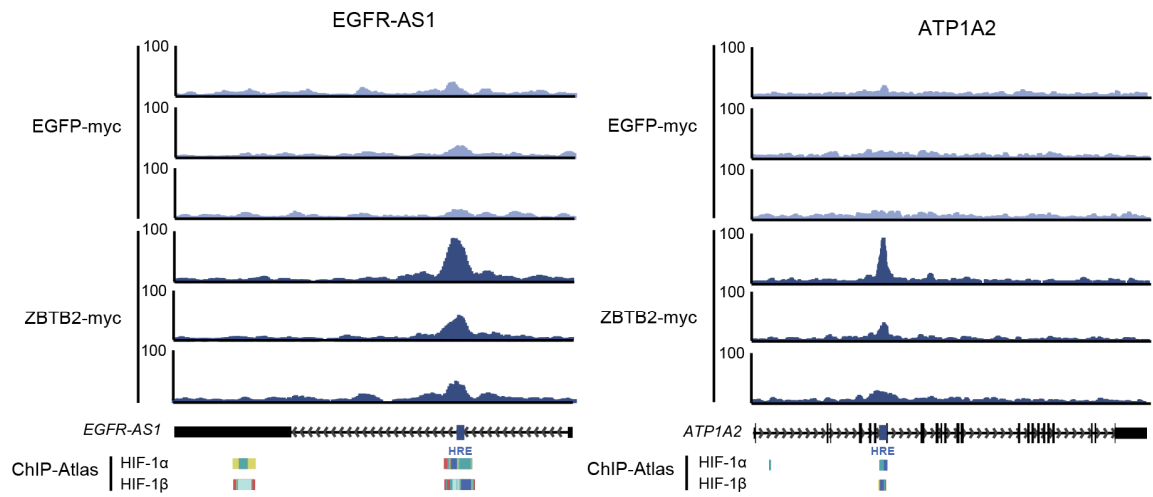 EGFR-AS1
100
100
EGFP-myc
100
100
100
ZBTB2-myc
100
EGFR-AS1
HRE
ChIP-Atlas
HIF-1α
HIF-1β
ATP1A2
100
100
EGFP-myc
100
100
100
ZBTB2-myc
100
ATP1A2
HRE
ChIP-Atlas
HIF-1α
HIF-1β